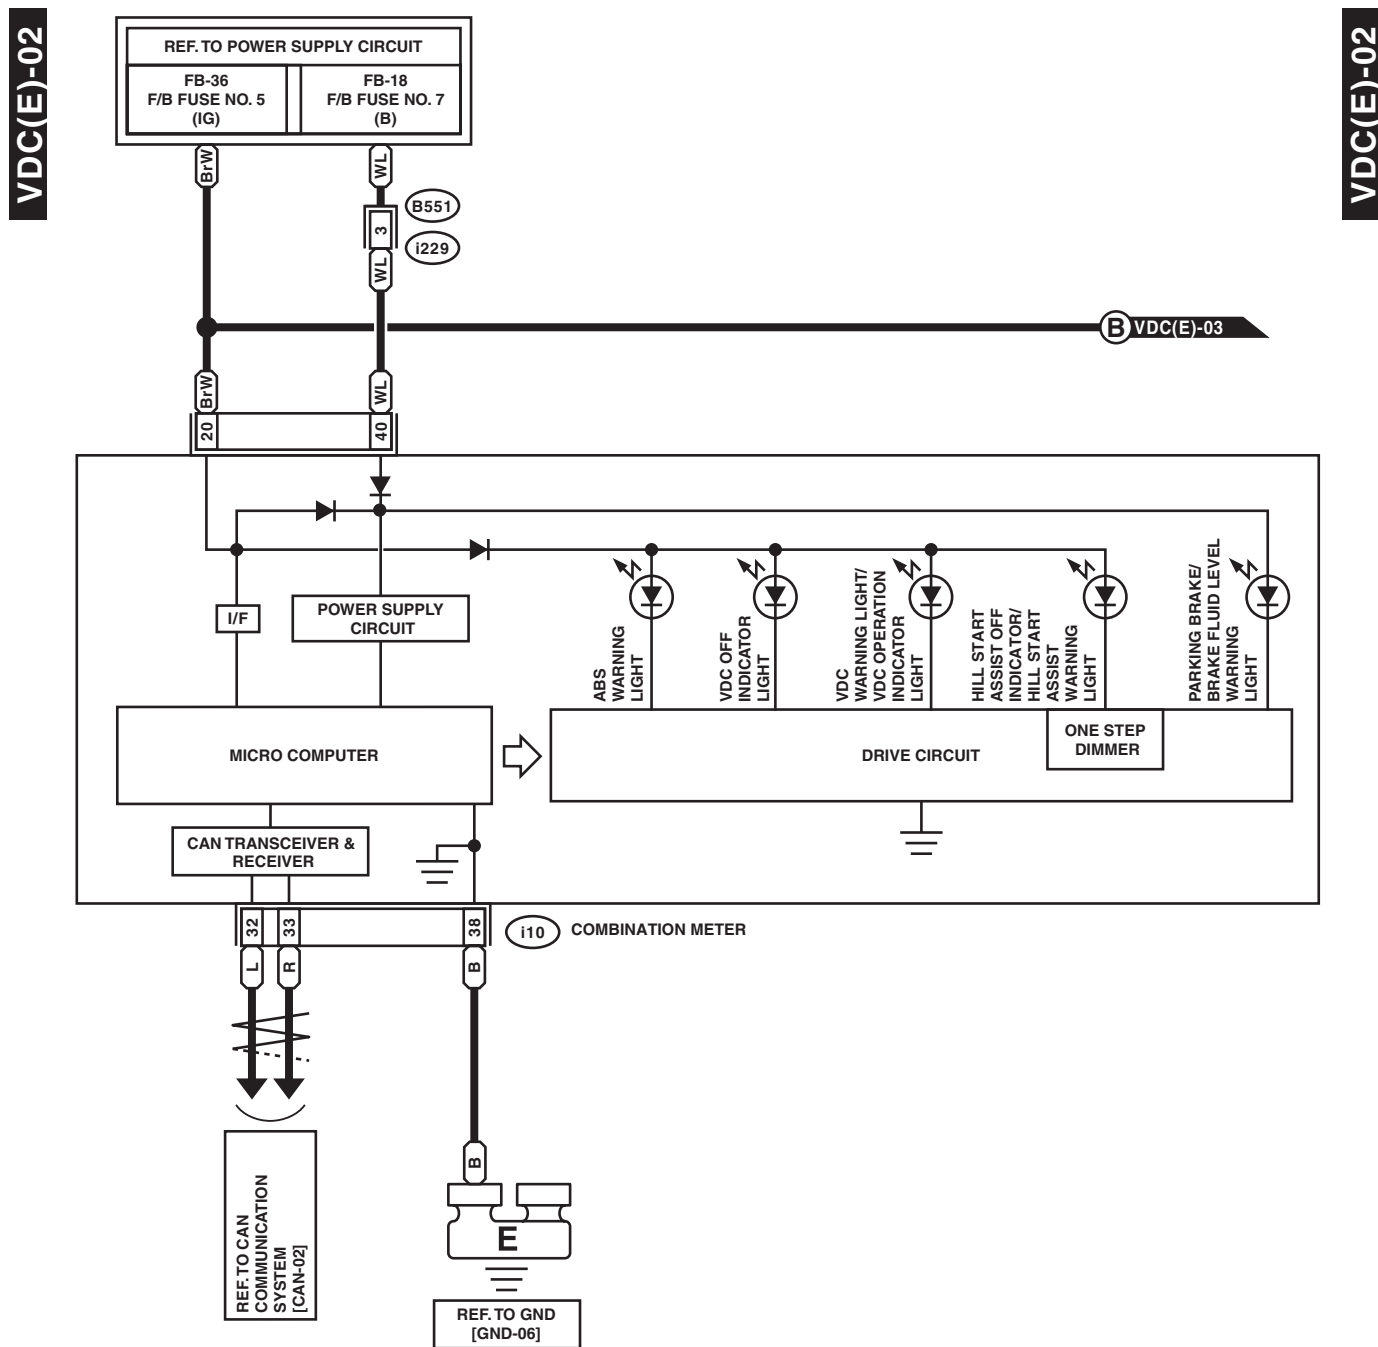 VDC(E)-02
VDC(E)-02
REF. TO POWER SUPPLY CIRCUIT
FB-36
F/B FUSE NO. 5
(IG)
FB-18
F/B FUSE NO. 7
(B)
BrW
WL
B551
3
i229
WL
B VDC(E)-03
BrW
WL
20
40
I/F
POWER SUPPLY
CIRCUIT
ABS
WARNING
LIGHT
VDC OFF
INDICATOR
LIGHT
VDC
WARNING LIGHT/
VDC OPERATION
INDICATOR
LIGHT
HILL START
ASSIST OFF
INDICATOR/
HILL START
ASSIST
WARNING
LIGHT
PARKING BRAKE/
BRAKE FLUID LEVEL
WARNING
LIGHT
MICRO COMPUTER
DRIVE CIRCUIT
ONE STEP
DIMMER
CAN TRANSCEIVER &
RECEIVER
32
33
38
i10
COMBINATION METER
L
R
B
B
E
REF. TO CAN
COMMUNICATION
SYSTEM
[CAN-02]
REF. TO GND
[GND-06]